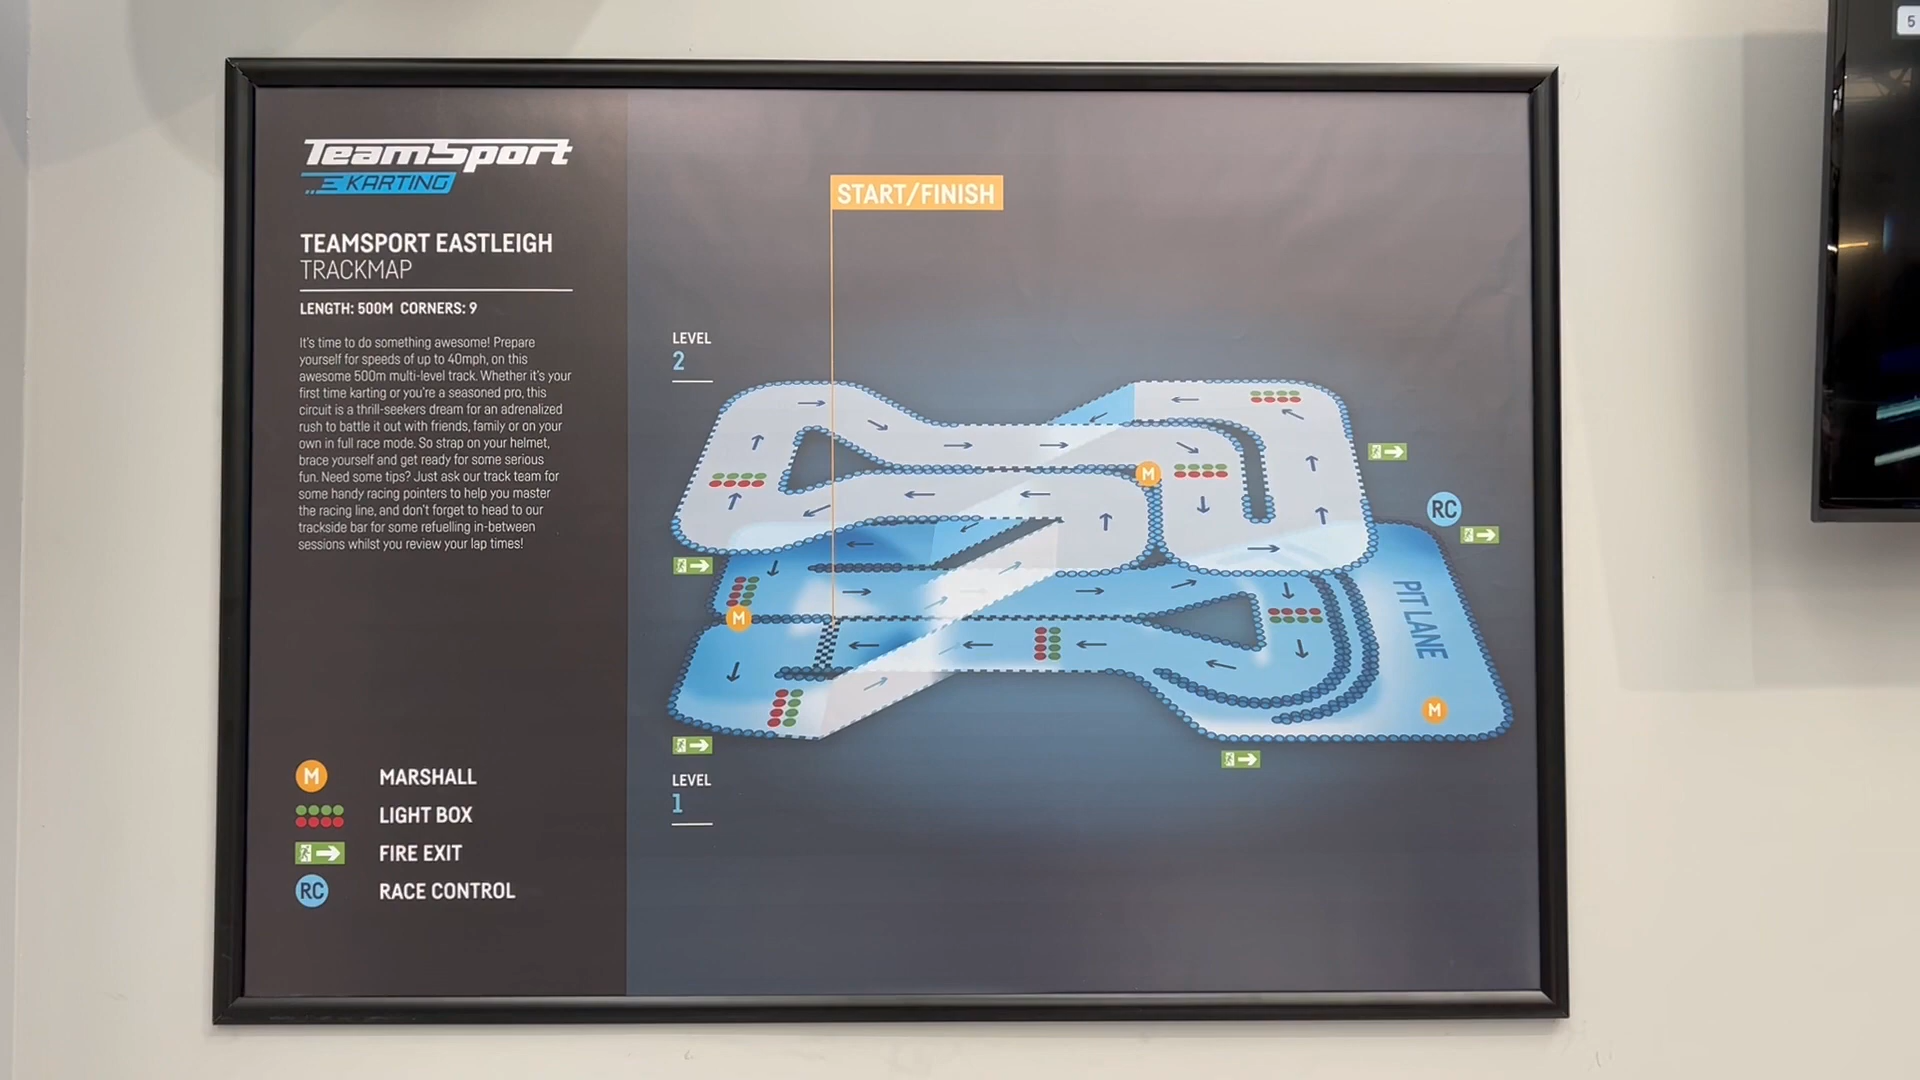 TeamSport
KARTING
TEAMSPORT EASTLEIGH
TRACKMAP
LENGTH: 500M CORNERS: 9
It's time to do something awesome! Prepare
yourself for speeds of up to 40mph, on this
awesome 500m multi-level track. Whether it's your
first time karting or you're a seasoned pro, this
circuit is a thrill-seekers dream for an adrenalized
rush to battle it out with friends, family or on your
own in full race mode. So strap on your helmet,
brace yourself and get ready for some serious
fun. Need some tips? Just ask our track team for
some handy racing pointers to help you master
the racing line, and don't forget to head to our
trackside bar for some refuelling in-between
sessions whilst you review your lap times!
M MARSHALL
LIGHT BOX
FIRE EXIT
RC RACE CONTROL
START/FINISH
LEVEL
2
M
RC
PIT LANE
M
M
LEVEL
1
5